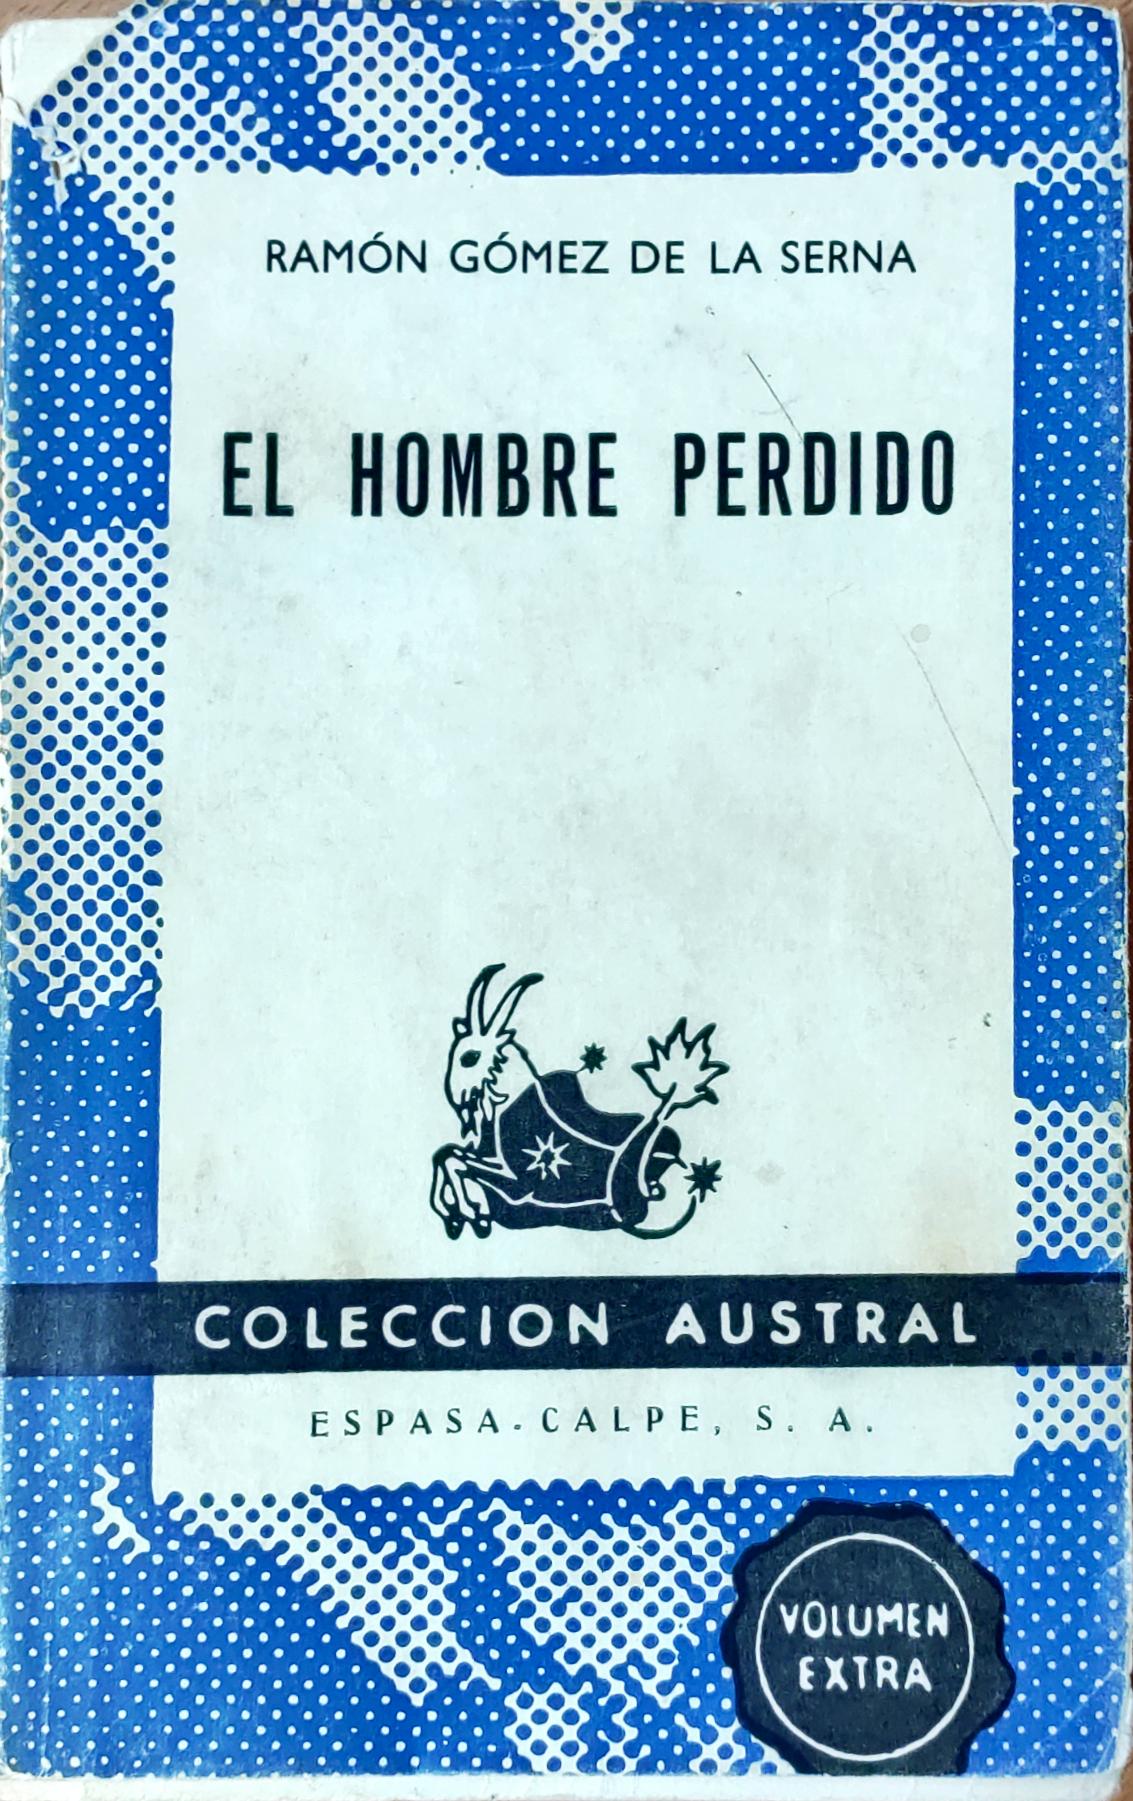 RAMÓN GÓMEZ DE LA SERNA
EL HOMBRE PERDIDO
COLECCION AUSTRAL
ESPASA-CALPE, S. A.
VOLUMEN
EXTRA